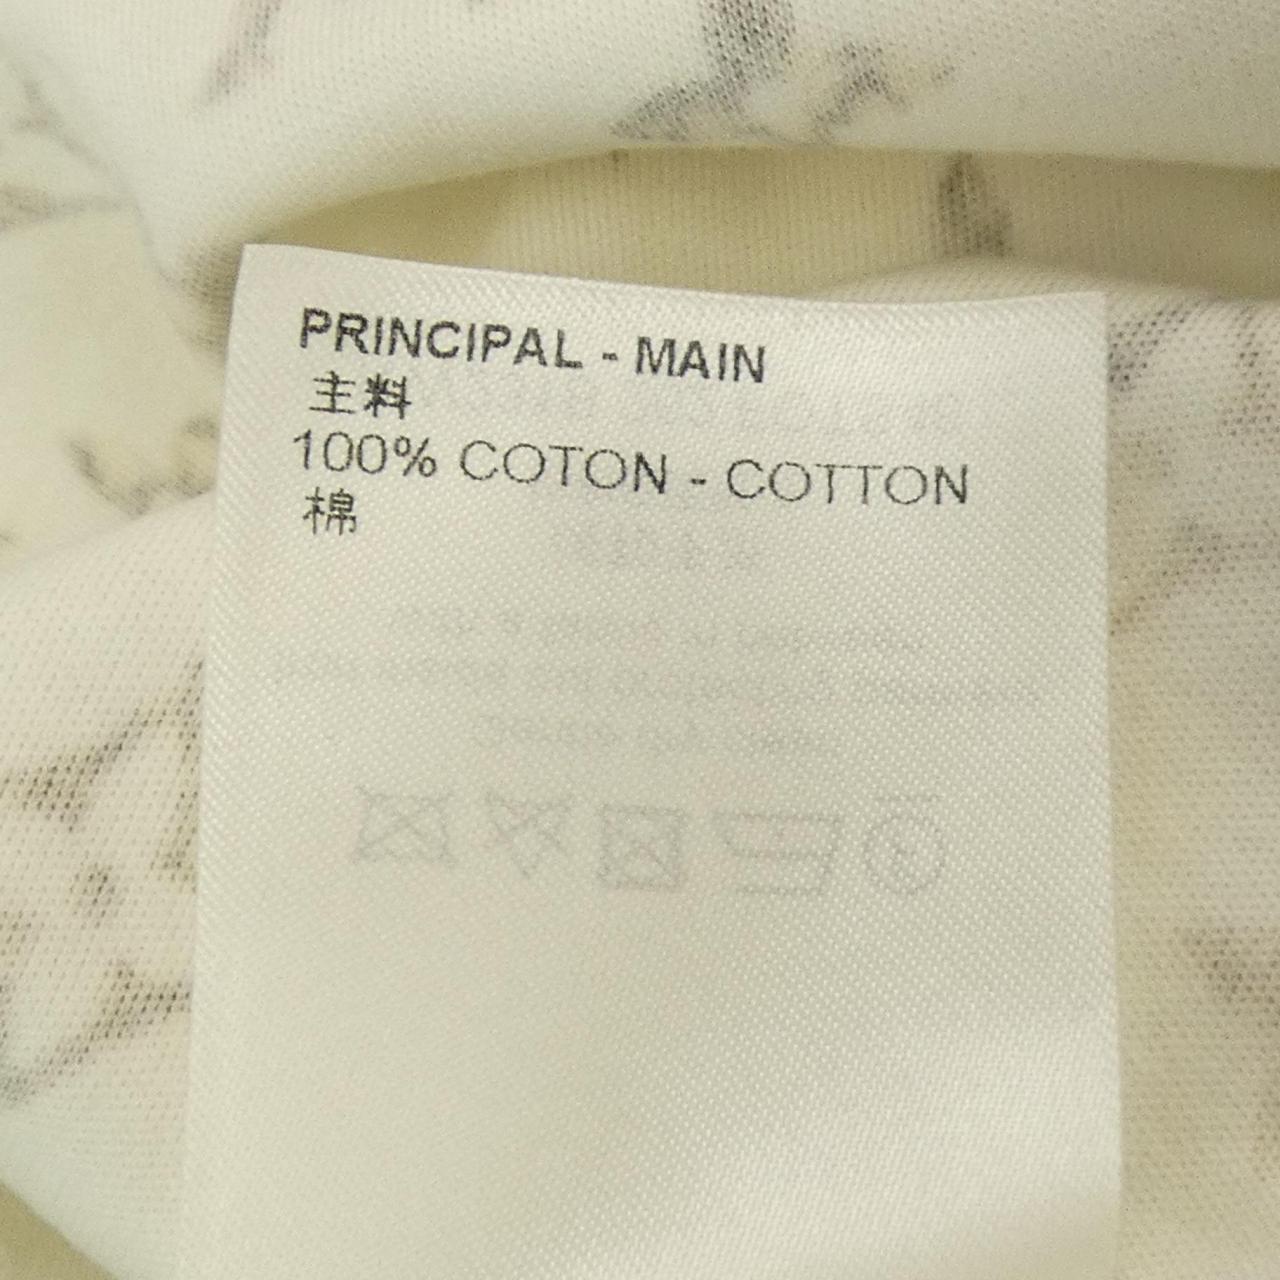 PRINCIPAL - MAIN
主料
100% COTON - COTTON
棉